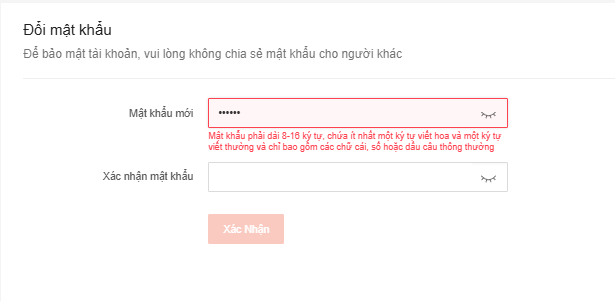 Đổi mật khẩu
Để bảo mật tài khoản, vui lòng không chia sẻ mật khẩu cho người khác
Mật khẩu mới
••••••
Mật khẩu phải dài 8-16 ký tự, chứa ít nhất một ký tự viết hoa và một ký tự
viết thường và chỉ bao gồm các chữ cái, số hoặc dấu câu thông thường
Xác nhận mật khẩu
Xác Nhận